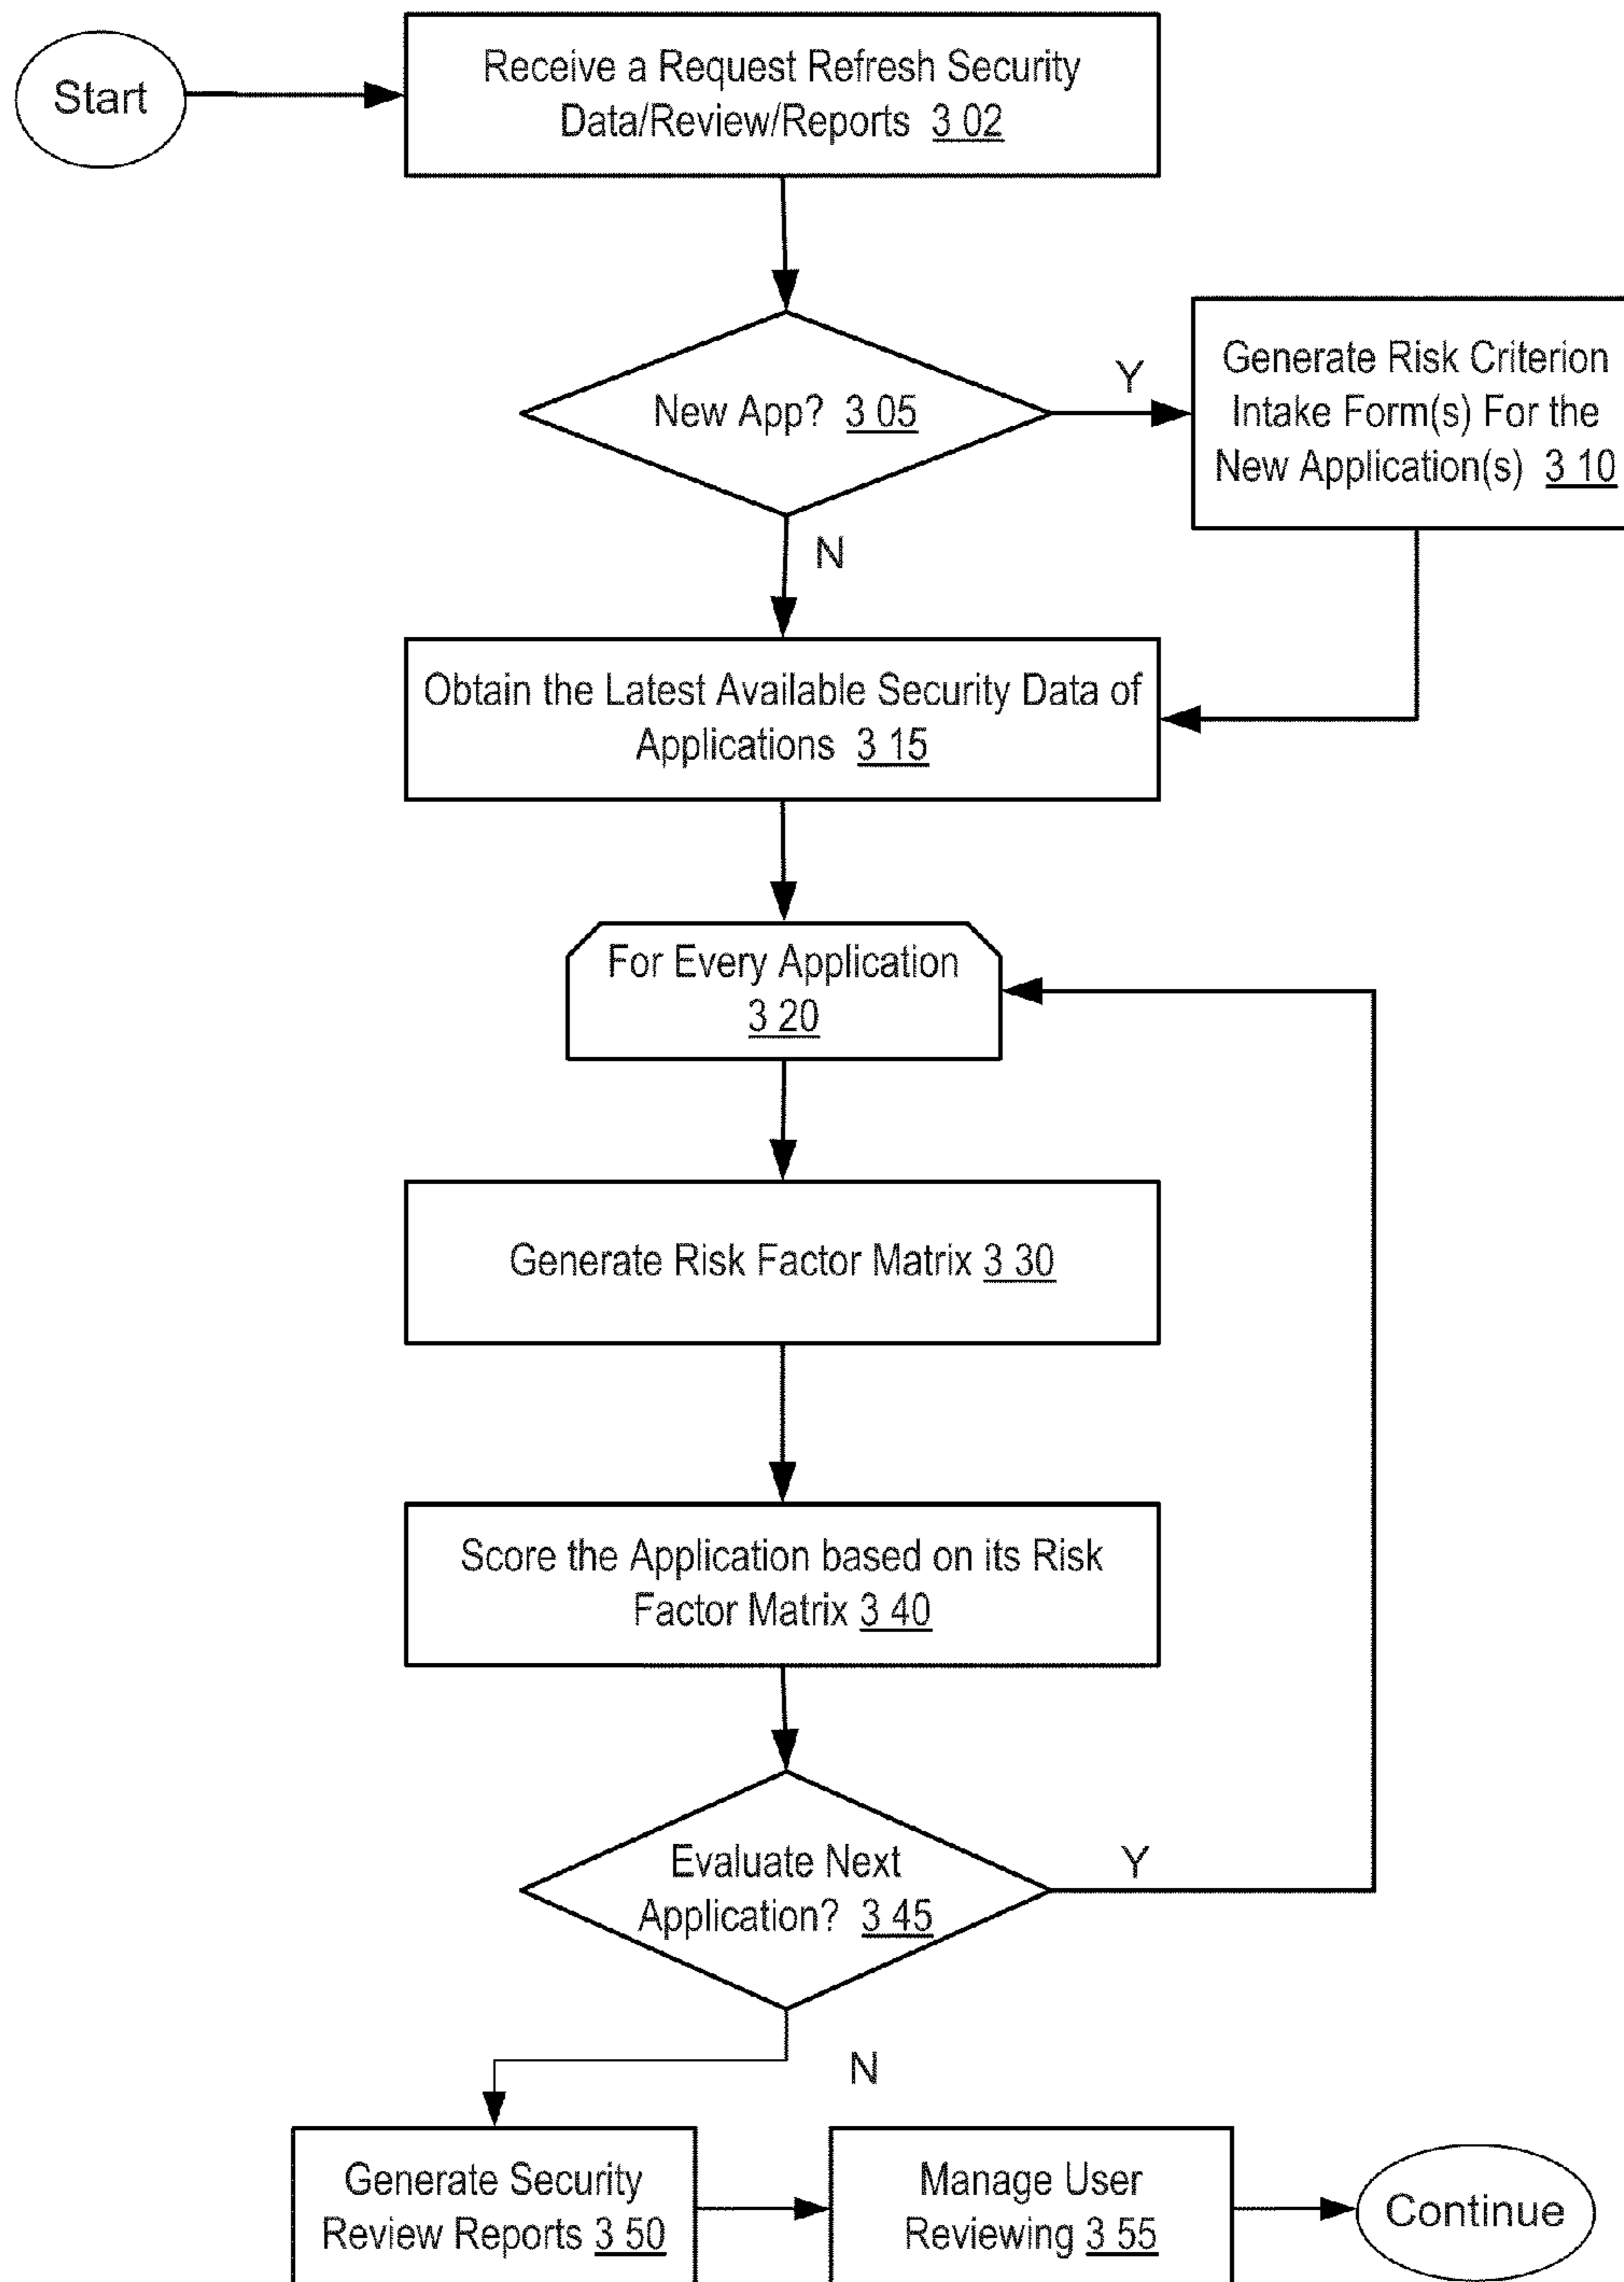 Start
Receive a Request Refresh Security
Data/Review/Reports 3 02
New App? 3 05
Y
Generate Risk Criterion
Intake Form(s) For the
New Application(s) 3 10
N
Obtain the Latest Available Security Data of
Applications 3 15
For Every Application
3 20
Generate Risk Factor Matrix 3 30
Score the Application based on its Risk
Factor Matrix 3 40
Evaluate Next
Application? 3 45
Y
N
Generate Security
Review Reports 3 50
Manage User
Reviewing 3 55
Continue